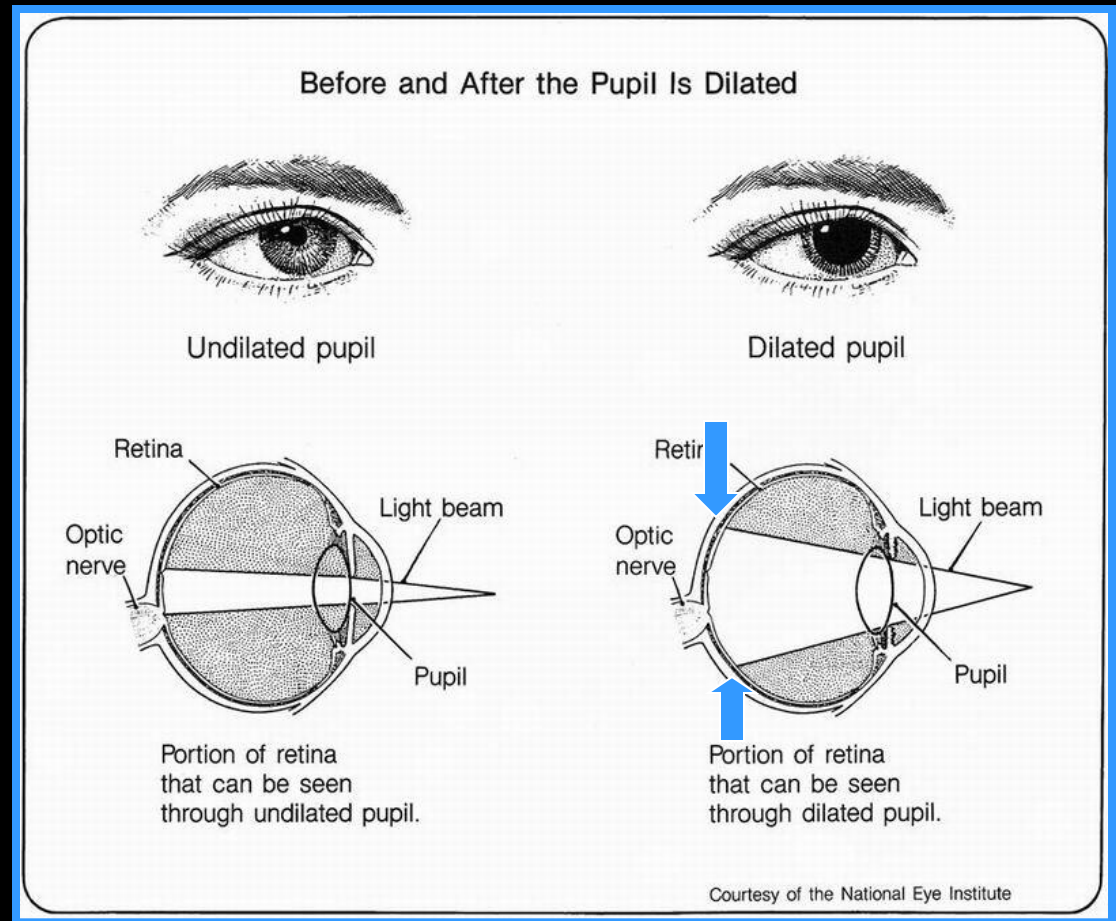 Before and After the Pupil Is Dilated
Undilated pupil
Dilated pupil
Retina
Light beam
Optic
nerve
Pupil
Portion of retina
that can be seen
through undilated pupil.
Retin
Light beam
Optic
nerve
Pupil
Portion of retina
that can be seen
through dilated pupil.
Courtesy of the National Eye Institute